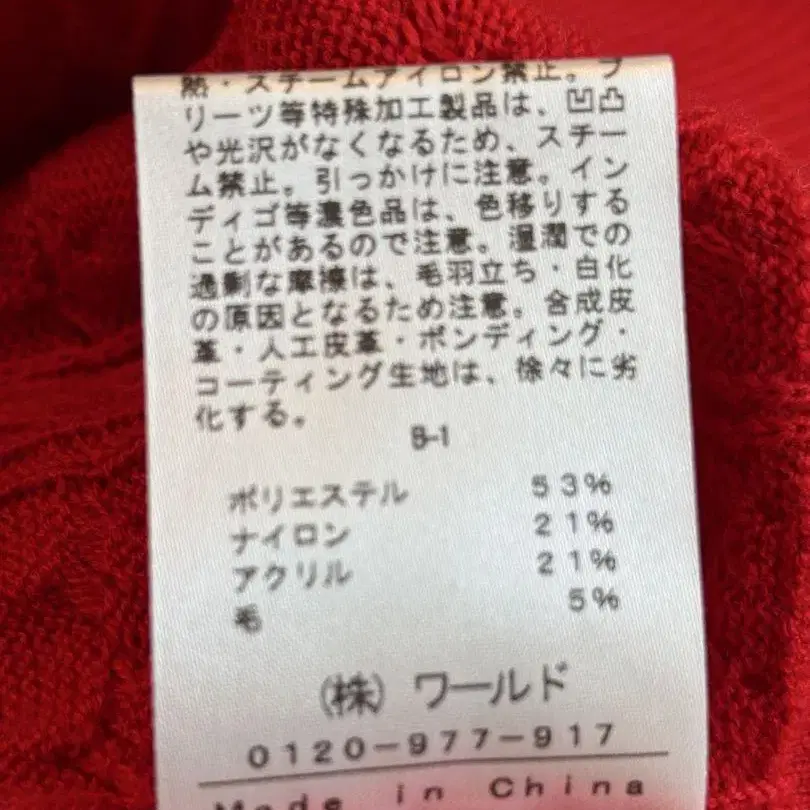 熱・スチームアイロン禁止。プ
リーツ等特殊加工製品は、凹凸
や光沢がなくなるため、スチー
ム禁止。引っかけに注意。イン
ディゴ等濃色品は、色移りする
ことがあるので注意。湿潤での
過剰な摩擦は、毛羽立ち・白化
の原因となるため注意。合成皮
革・人工皮革・ボンディング・
コーティング生地は、徐々に劣
化する。
B-1
ポリエステル 53%
ナイロン 21%
アクリル 21%
毛 5%
(株)ワールド
0120-977-917
Made in China